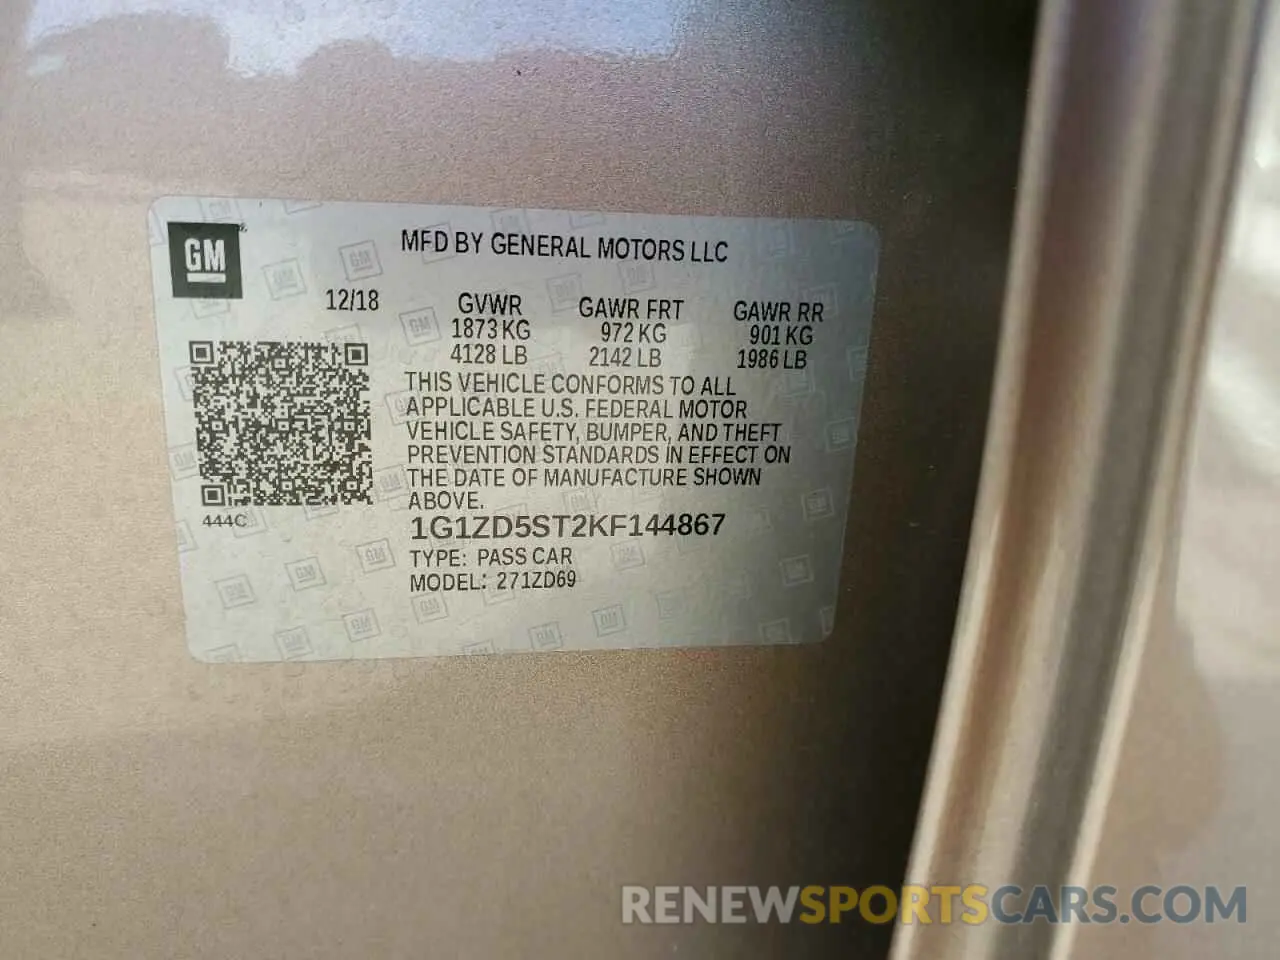 GM
MFD BY GENERAL MOTORS LLC
12/18
GVWR GAWR FRT GAWR RR
1873 KG 972 KG 901 KG
4128 LB 2142 LB 1986 LB
THIS VEHICLE CONFORMS TO ALL
APPLICABLE U.S. FEDERAL MOTOR
VEHICLE SAFETY, BUMPER, AND THEFT
PREVENTION STANDARDS IN EFFECT ON
THE DATE OF MANUFACTURE SHOWN
ABOVE.
444C
1G1ZD5ST2KF144867
TYPE: PASS CAR
MODEL: 271ZD69
RENEWSPORTSCARS.COM